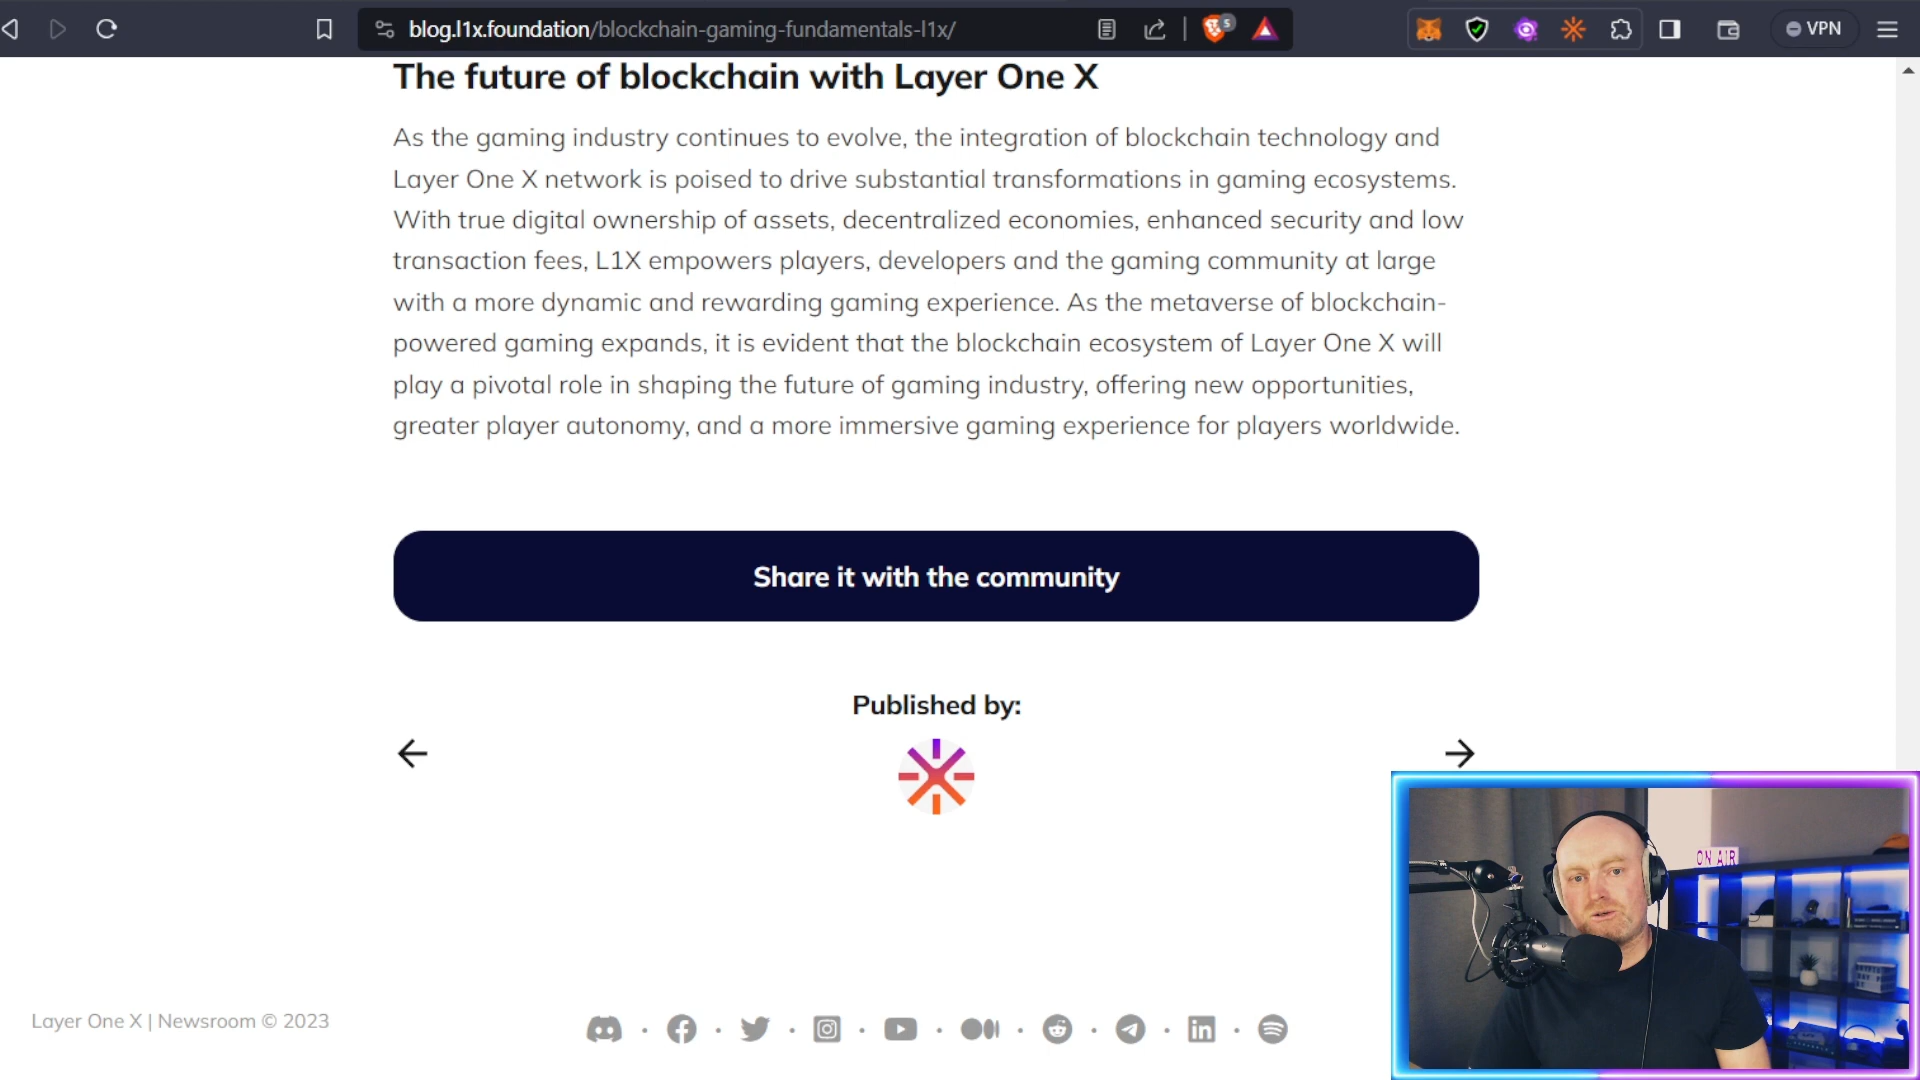 blog.l1x.foundation/blockchain-gaming-fundamentals-l1x/
5
VPN
The future of blockchain with Layer One X
As the gaming industry continues to evolve, the integration of blockchain technology and
Layer One X network is poised to drive substantial transformations in gaming ecosystems.
With true digital ownership of assets, decentralized economies, enhanced security and low
transaction fees, L1X empowers players, developers and the gaming community at large
with a more dynamic and rewarding gaming experience. As the metaverse of blockchain-
powered gaming expands, it is evident that the blockchain ecosystem of Layer One X will
play a pivotal role in shaping the future of gaming industry, offering new opportunities,
greater player autonomy, and a more immersive gaming experience for players worldwide.
Share it with the community
Published by:
ON AIR
Layer One X | Newsroom © 2023